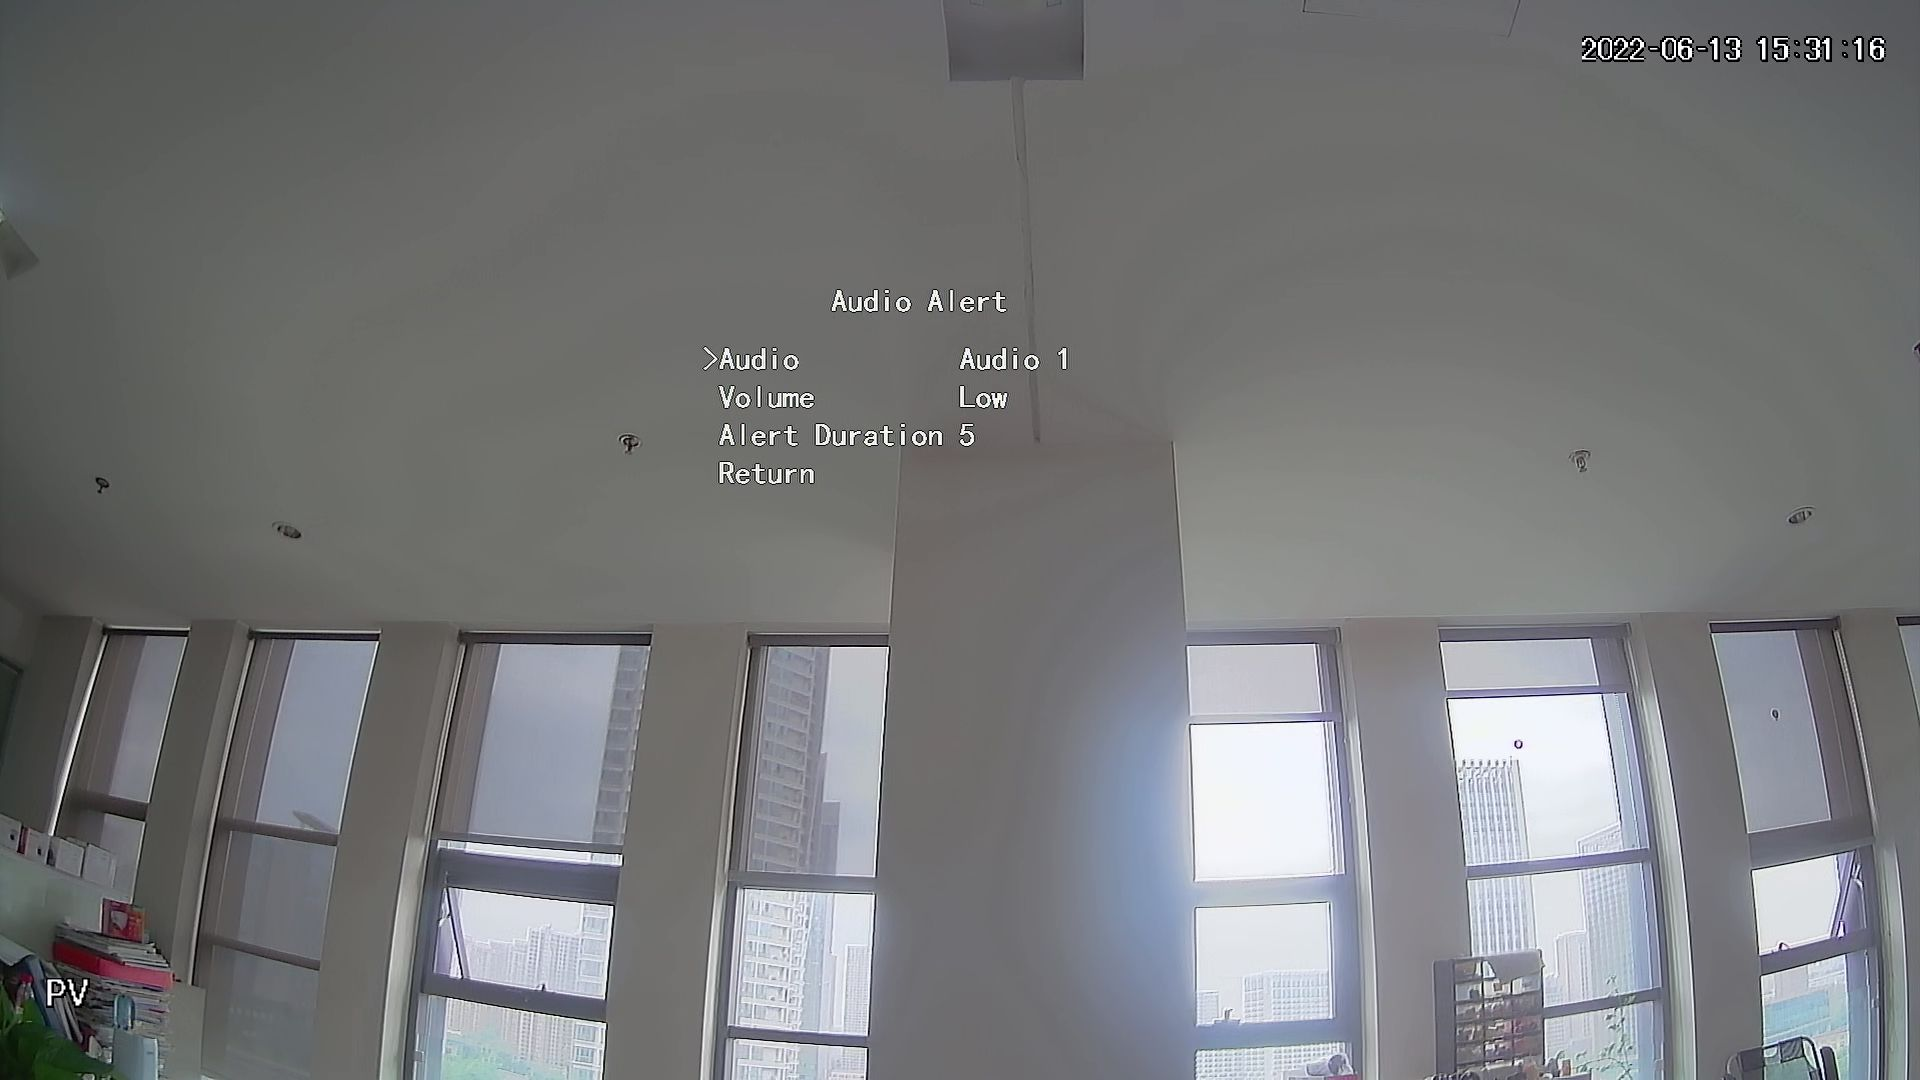 2022-06-13 15:31:16
Audio Alert
>Audio Audio 1
Volume Low
Alert Duration 5
Return
PV